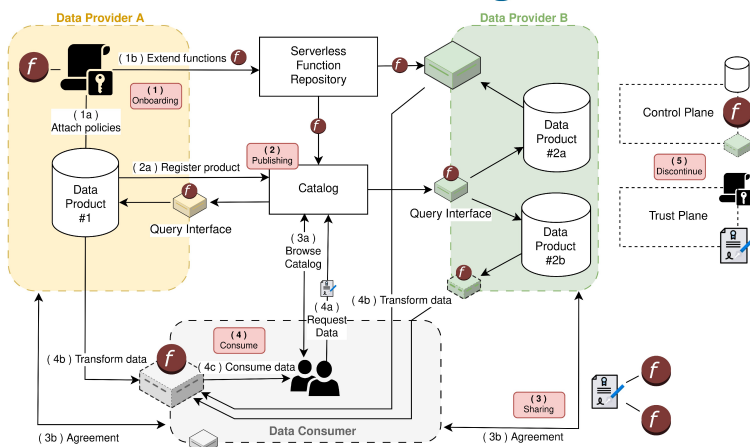 Data Provider A
Data Provider B
( 1b ) Extend functions
f
f
( 1 )
Onboarding
Serverless
Function
Repository
f
( 1a )
Attach policies
f
( 2 )
Publishing
( 2a ) Register product
Data
Product
#1
f
Query Interface
Catalog
f
Query Interface
Data
Product
#2a
Data
Product
#2b
f
Control Plane
f
( 5 )
Discontinue
Trust Plane
( 3a )
Browse
Catalog
( 4a )
Request
Data
( 4b ) Transform data
( 4b ) Transform data
f
( 4 )
Consume
( 4c ) Consume data
Data Consumer
( 3b ) Agreement
( 3 )
Sharing
( 3b ) Agreement
f
f